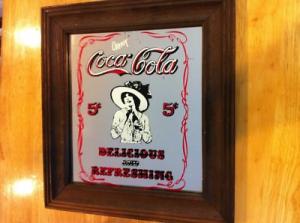 Drink
Coca-Cola
5¢ 5¢
DELICIOUS
AND
REFRESHING